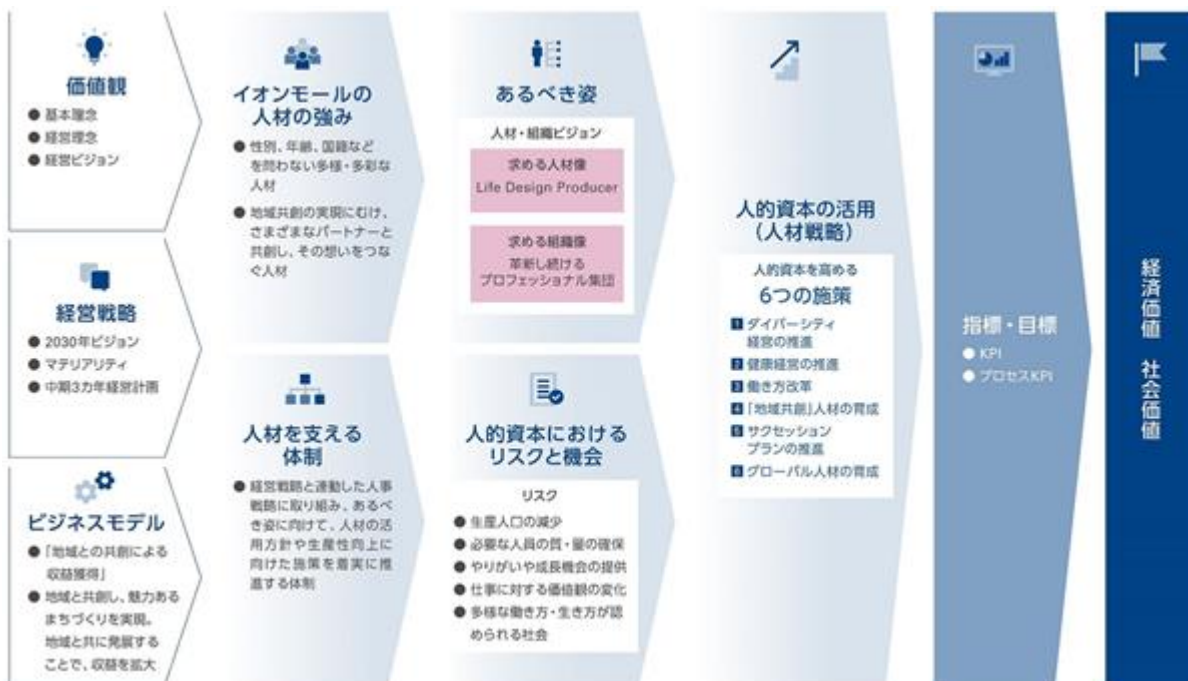 価値観
● 基本理念
● 経営理念
● 経営ビジョン
経営戦略
● 2030年ビジョン
● マテリアリティ
● 中期3カ年経営計画
ビジネスモデル
● 「地域との共創による
収益獲得」
● 地域と共創し、魅力ある
まちづくりを実現。
地域と共に発展する
ことで、収益を拡大
イオンモールの
人材の強み
● 性別、年齢、国籍など
を問わない多様・多彩な
人材
● 地域共創の実現にむけ、
さまざまなパートナーと
共創し、その想いをつな
ぐ人材
人材を支える
体制
● 経営戦略と連動した人事
戦略に取り組み、あるべ
き姿に向けて、人材の活
用方針や生産性向上に
向けた施策を着実に推
進する体制
あるべき姿
人材・組織ビジョン
求める人材像
Life Design Producer
求める組織像
革新し続ける
プロフェッショナル集団
人的資本における
リスクと機会
リスク
● 生産人口の減少
● 必要な人員の質・量の確保
● やりがいや成長機会の提供
● 仕事に対する価値観の変化
● 多様な働き方・生き方が認
められる社会
人的資本の活用
（人材戦略）
人的資本を高める
6つの施策
1 ダイバーシティ
経営の推進
2 健康経営の推進
3 働き方改革
4 「地域共創」人材の育成
5 サクセッション
プランの推進
6 グローバル人材の育成
指標・目標
● KPI
● プロセスKPI
経済価値 社会価値